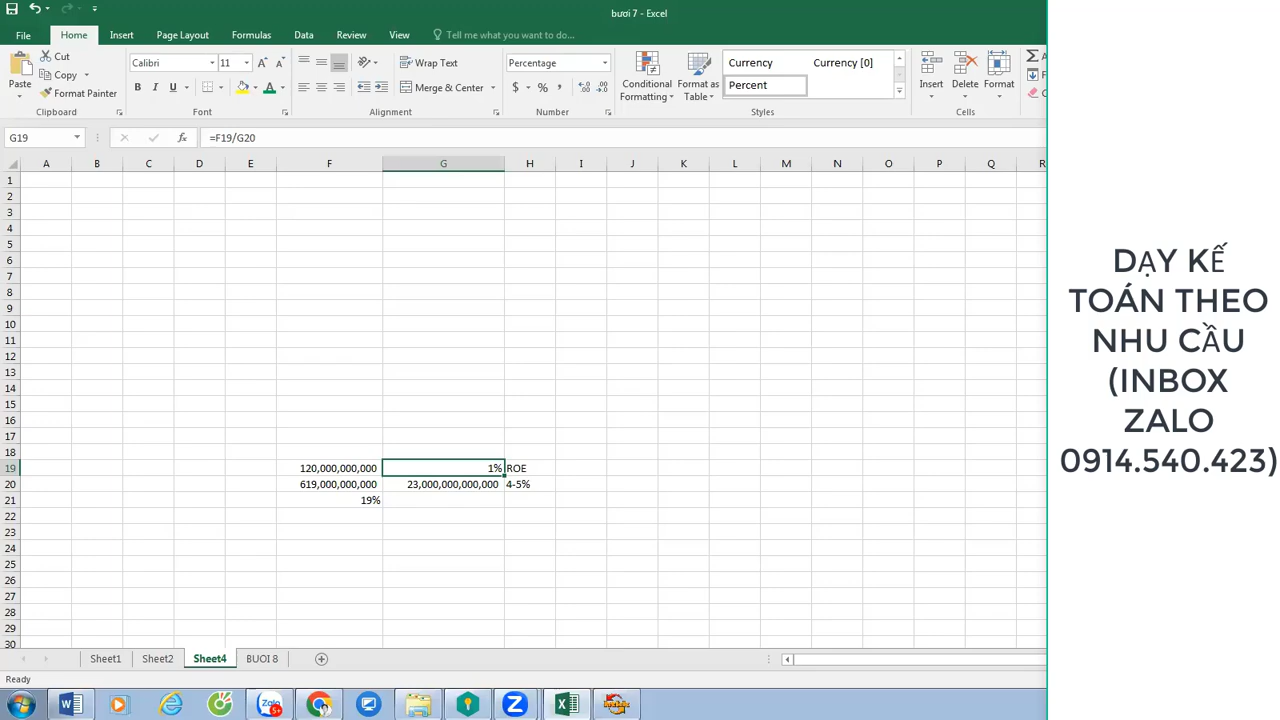 bươi 7 - Excel
File Home Insert Page Layout Formulas Data Review View Tell me what you want to do...
Paste
Cut
Copy
Format Painter
Clipboard
Calibri 11
B I U
Font
Wrap Text
Merge & Center
Alignment
Percentage
$ % ,
Number
Conditional Formatting
Format as Table
Currency Currency [0]
Percent
Styles
Insert Delete Format
Cells
G19 fx =F19/G20
A B C D E F G H I J K L M N O P Q R
1
2
3
4
5
6
7
8
9
10
11
12
13
14
15
16
17
18
19 120,000,000,000 1% ROE
20 619,000,000,000 23,000,000,000,000 4-5%
21 19%
22
23
24
25
26
27
28
29
30
Sheet1 Sheet2 Sheet4 BUOI 8
Ready
Zalo 5+
DẠY KẾ
TOÁN THEO
NHU CẦU
(INBOX
ZALO
0914.540.423)